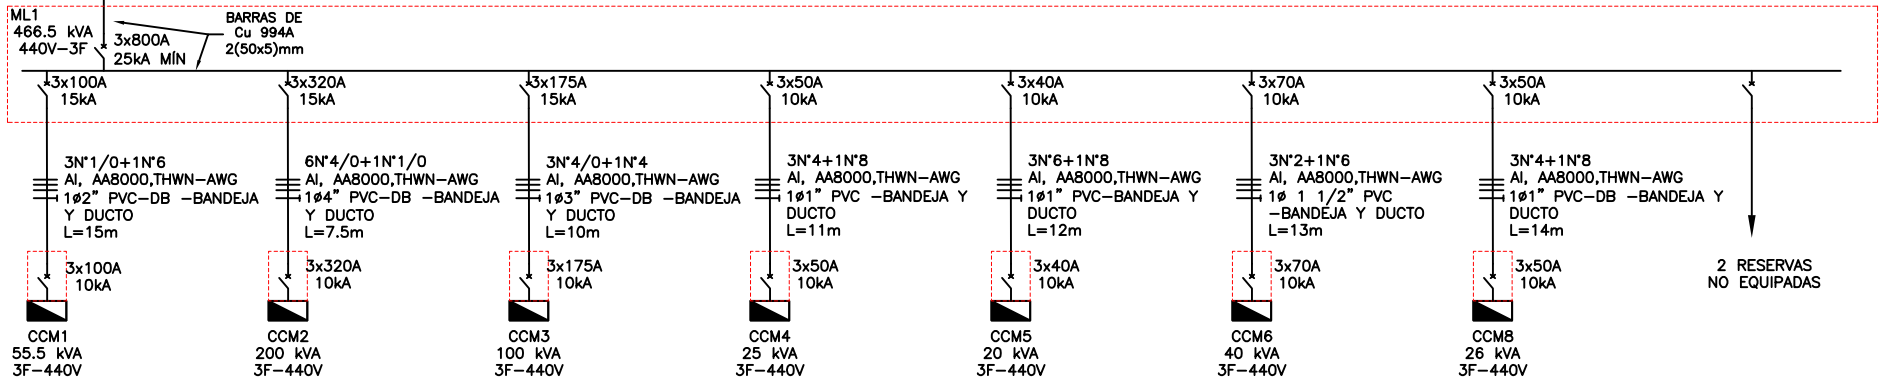 ML1
466.5 kVA
440V-3F
3x800A
25kA MÍN
BARRAS DE
Cu 994A
2(50x5)mm
3x100A
15kA
3x320A
15kA
3x175A
15kA
3x50A
10kA
3x40A
10kA
3x70A
10kA
3x50A
10kA
3N°1/0+1N°6
Al, AA8000,THWN-AWG
1ø2" PVC-DB -BANDEJA
Y DUCTO
L=15m
6N°4/0+1N°1/0
Al, AA8000,THWN-AWG
1ø4" PVC-DB -BANDEJA
Y DUCTO
L=7.5m
3N°4/0+1N°4
Al, AA8000,THWN-AWG
1ø3" PVC-DB -BANDEJA
Y DUCTO
L=10m
3N°4+1N°8
Al, AA8000,THWN-AWG
1ø1" PVC -BANDEJA Y
DUCTO
L=11m
3N°6+1N°8
Al, AA8000,THWN-AWG
1ø1" PVC-BANDEJA Y
DUCTO
L=12m
3N°2+1N°6
Al, AA8000,THWN-AWG
1ø 1 1/2" PVC
-BANDEJA Y DUCTO
L=13m
3N°4+1N°8
Al, AA8000,THWN-AWG
1ø1" PVC-DB -BANDEJA Y
DUCTO
L=14m
3x100A
10kA
3x320A
10kA
3x175A
10kA
3x50A
10kA
3x40A
10kA
3x70A
10kA
3x50A
10kA
2 RESERVAS
NO EQUIPADAS
CCM1
55.5 kVA
3F-440V
CCM2
200 kVA
3F-440V
CCM3
100 kVA
3F-440V
CCM4
25 kVA
3F-440V
CCM5
20 kVA
3F-440V
CCM6
40 kVA
3F-440V
CCM8
26 kVA
3F-440V